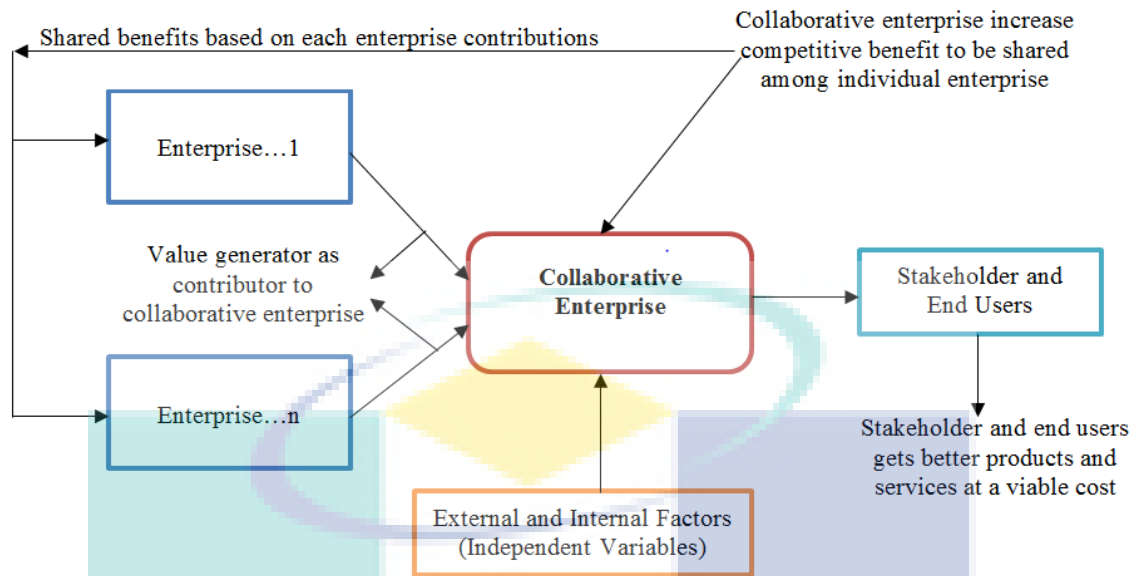 Shared benefits based on each enterprise contributions
Collaborative enterprise increase
competitive benefit to be shared
among individual enterprise
Enterprise…1
Value generator as
contributor to
collaborative enterprise
Collaborative
Enterprise
Stakeholder and
End Users
Enterprise…n
Stakeholder and end users
gets better products and
services at a viable cost
External and Internal Factors
(Independent Variables)